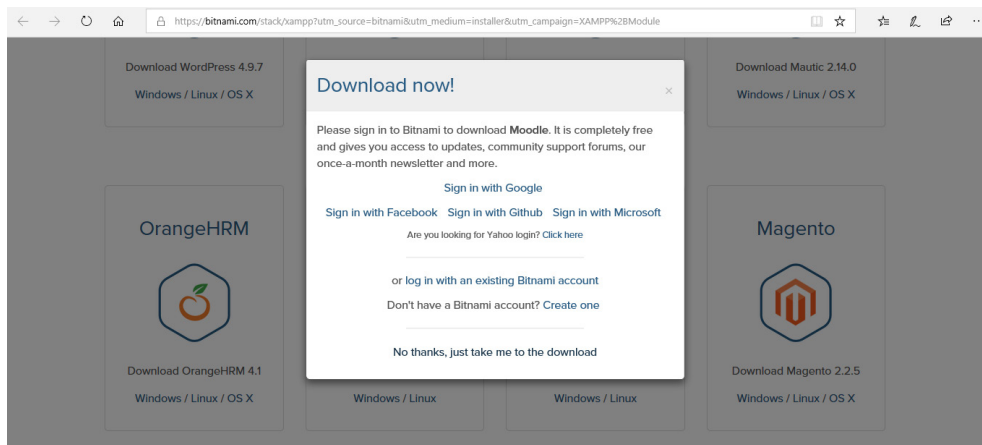 https://bitnami.com/stack/xampp?utm_source=bitnami&utm_medium=installer&utm_campaign=XAMPP%2BModule
Download WordPress 4.9.7
Windows / Linux / OS X
Download Mautic 2.14.0
Windows / Linux / OS X
Download now!
×
Please sign in to Bitnami to download Moodle. It is completely free
and gives you access to updates, community support forums, our
once-a-month newsletter and more.
Sign in with Google
Sign in with Facebook Sign in with Github Sign in with Microsoft
Are you looking for Yahoo login? Click here
or log in with an existing Bitnami account
Don't have a Bitnami account? Create one
No thanks, just take me to the download
OrangeHRM
Download OrangeHRM 4.1
Windows / Linux / OS X
Windows / Linux
Windows / Linux
Magento
Download Magento 2.2.5
Windows / Linux / OS X